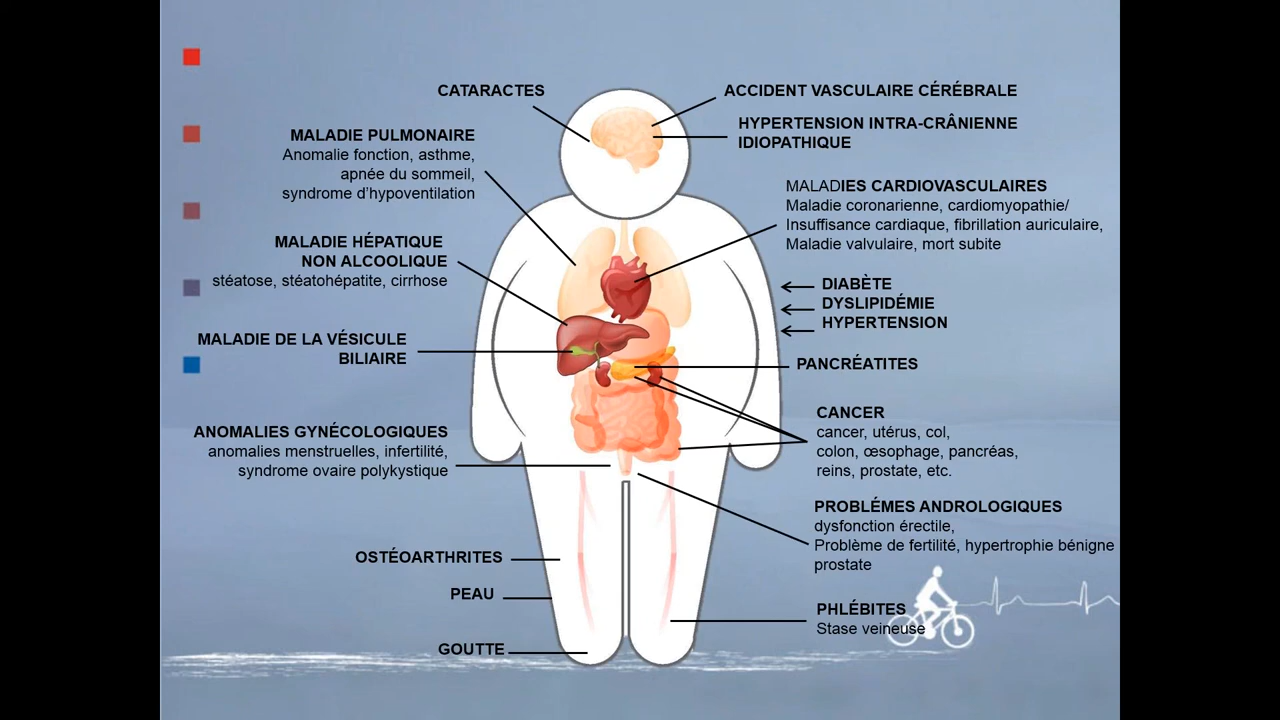 CATARACTES
MALADIE PULMONAIRE
Anomalie fonction, asthme,
apnée du sommeil,
syndrome d’hypoventilation
MALADIE HÉPATIQUE
NON ALCOOLIQUE
stéatose, stéatohépatite, cirrhose
MALADIE DE LA VÉSICULE
BILIAIRE
ANOMALIES GYNÉCOLOGIQUES
anomalies menstruelles, infertilité,
syndrome ovaire polykystique
OSTÉOARTHRITES
PEAU
GOUTTE
ACCIDENT VASCULAIRE CÉRÉBRALE
HYPERTENSION INTRA-CRÂNIENNE
IDIOPATHIQUE
MALADIES CARDIOVASCULAIRES
Maladie coronarienne, cardiomyopathie/
Insuffisance cardiaque, fibrillation auriculaire,
Maladie valvulaire, mort subite
DIABÈTE
DYSLIPIDÉMIE
HYPERTENSION
PANCRÉATITES
CANCER
cancer, utérus, col,
colon, œsophage, pancréas,
reins, prostate, etc.
PROBLÉMES ANDROLOGIQUES
dysfonction érectile,
Problème de fertilité, hypertrophie bénigne
prostate
PHLÉBITES
Stase veineuse